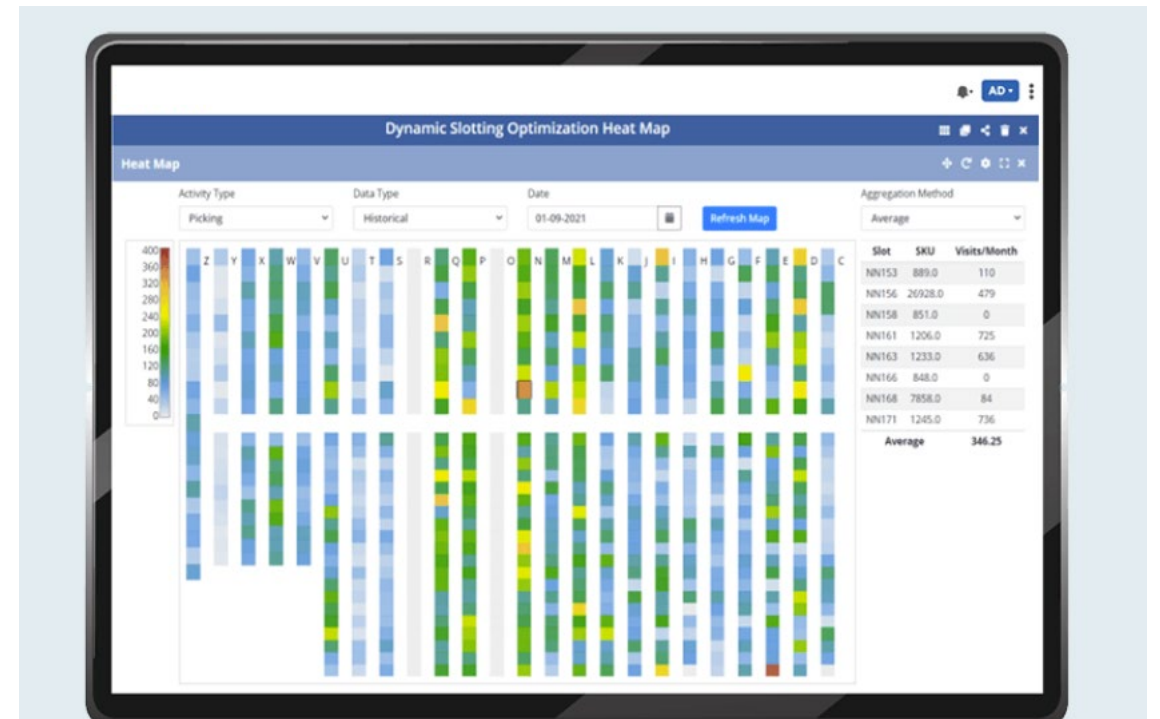 AD
Dynamic Slotting Optimization Heat Map
Heat Map
Activity Type Data Type Date Aggregation Method
Picking Historical 01-09-2021 Refresh Map Average
400
360
320
280
240
200
160
120
80
40
0
Z Y X W V U T S R Q P O N M L K J I H G F E D C
Slot SKU Visits/Month
NN153 889.0 110
NN156 26928.0 479
NN158 851.0 0
NN161 1206.0 725
NN163 1233.0 636
NN166 848.0 0
NN168 7858.0 84
NN171 1245.0 736
Average 346.25